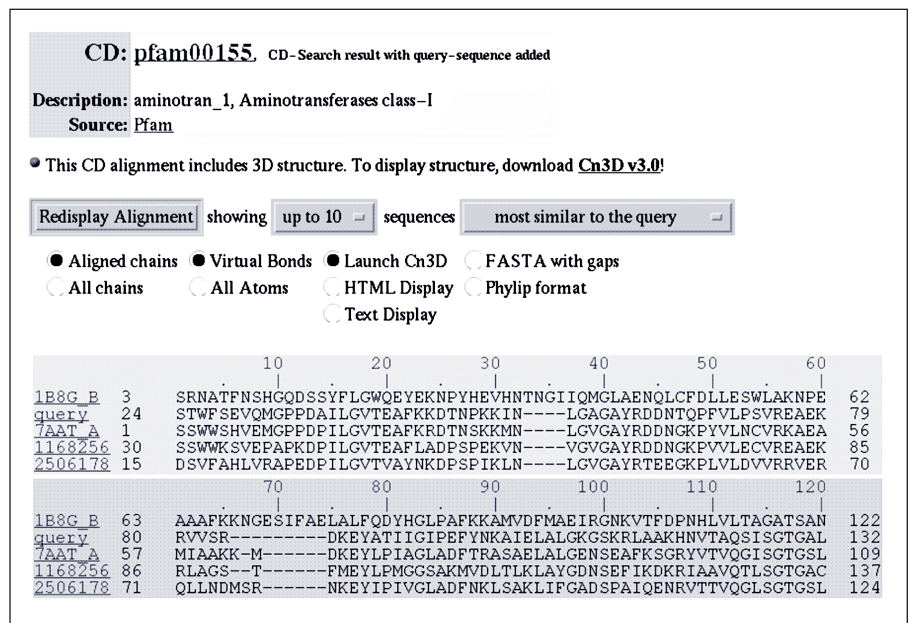 CD: pfam00155, CD-Search result with query-sequence added
Description: aminotran_1, Aminotransferases class-I
Source: Pfam
This CD alignment includes 3D structure. To display structure, download Cn3D v3.0!
Redisplay Alignment showing up to 10 sequences most similar to the query
Aligned chains Virtual Bonds Launch Cn3D FASTA with gaps
All chains All Atoms HTML Display Phylip format
Text Display
10 20 30 40 50 60
1B8G_B 3 SRNATFNSHGQDSSYFLGWQEYEKNPYHEVHNTNGIIQMGLAENQLCFDLLESWLAKNPE 62
query 24 STWFSEVQMGPPDAILGVTEAFKKDTNPKKIN----LGAGAYRDDNTQPFVLPSVREAEK 79
7AAT_A 1 SSWWSHVEMGPPDPILGVTEAFKRDTNSKKMN----LGVGAYRDDNGKPYVLNCVRKAEA 56
1168256 30 SSWWKSVEPAPKDPILGVTEAFLADPSPEKVN----VGVGAYRDDNGKPVVLECVREAEK 85
2506178 15 DSVFAHLVRAPEDPILGVTVAYNKDPSPIKLN----LGVGAYRTEEGKPLVLDVVRRVER 70
70 80 90 100 110 120
1B8G_B 63 AAAFKKNGESIFAELALFQDYHGLPAFKKAMVDFMAEIRGNKVTFDPNHLVLTAGATSAN 122
query 80 RVVSR-------DKEYATIIGIPEFYNKAIELALGKGSKRLAAKHNVTAQSISGTGAL 132
7AAT_A 57 MIAAKK-M-------DKEYLPIAGLADFTRASAELALGENSEAFKSGRYVTVQGISGTGSL 109
1168256 86 RLAGS--T-------FMEYLPMGGSAKMVDLTLKLAYGDNSEFIKDKRIAAVQTLSGTGAC 137
2506178 71 QLLNDMSR-------NKEYIPIVGLADFNKLSAKLIFGADSPAIQENRVTTVQGLSGTGSL 124